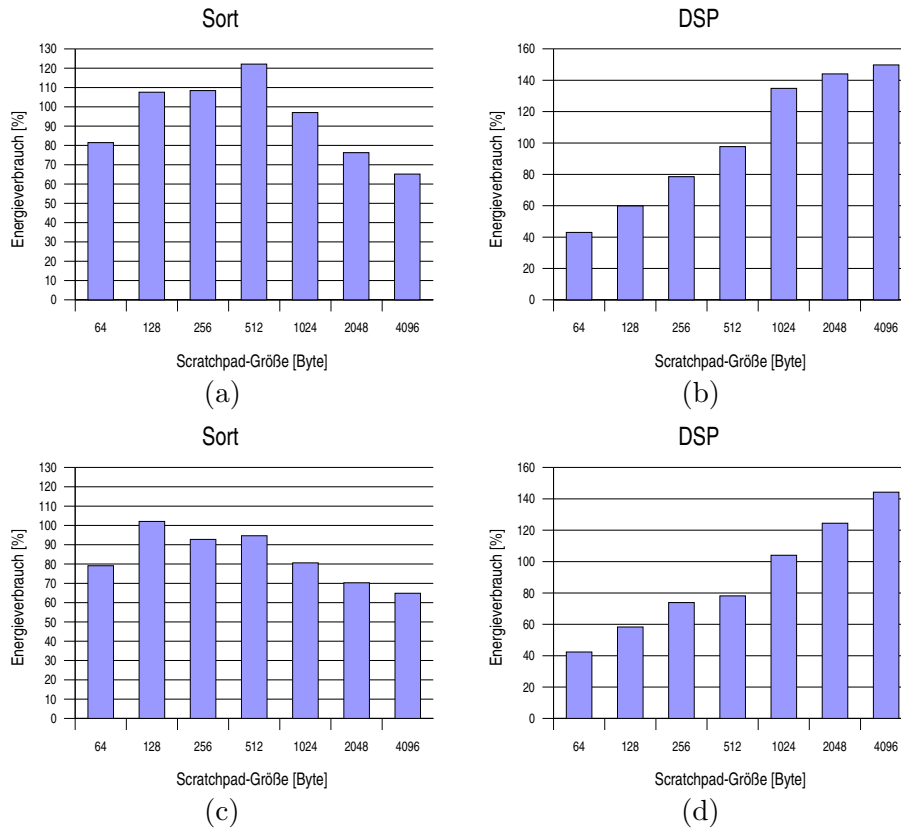 Sort
Energieverbrauch [%]
130
120
110
100
90
80
70
60
50
40
30
20
10
0
64 128 256 512 1024 2048 4096
Scratchpad-Größe [Byte]
(a)
DSP
Energieverbrauch [%]
160
140
120
100
80
60
40
20
0
64 128 256 512 1024 2048 4096
Scratchpad-Größe [Byte]
(b)
Sort
Energieverbrauch [%]
130
120
110
100
90
80
70
60
50
40
30
20
10
0
64 128 256 512 1024 2048 4096
Scratchpad-Größe [Byte]
(c)
DSP
Energieverbrauch [%]
160
140
120
100
80
60
40
20
0
64 128 256 512 1024 2048 4096
Scratchpad-Größe [Byte]
(d)